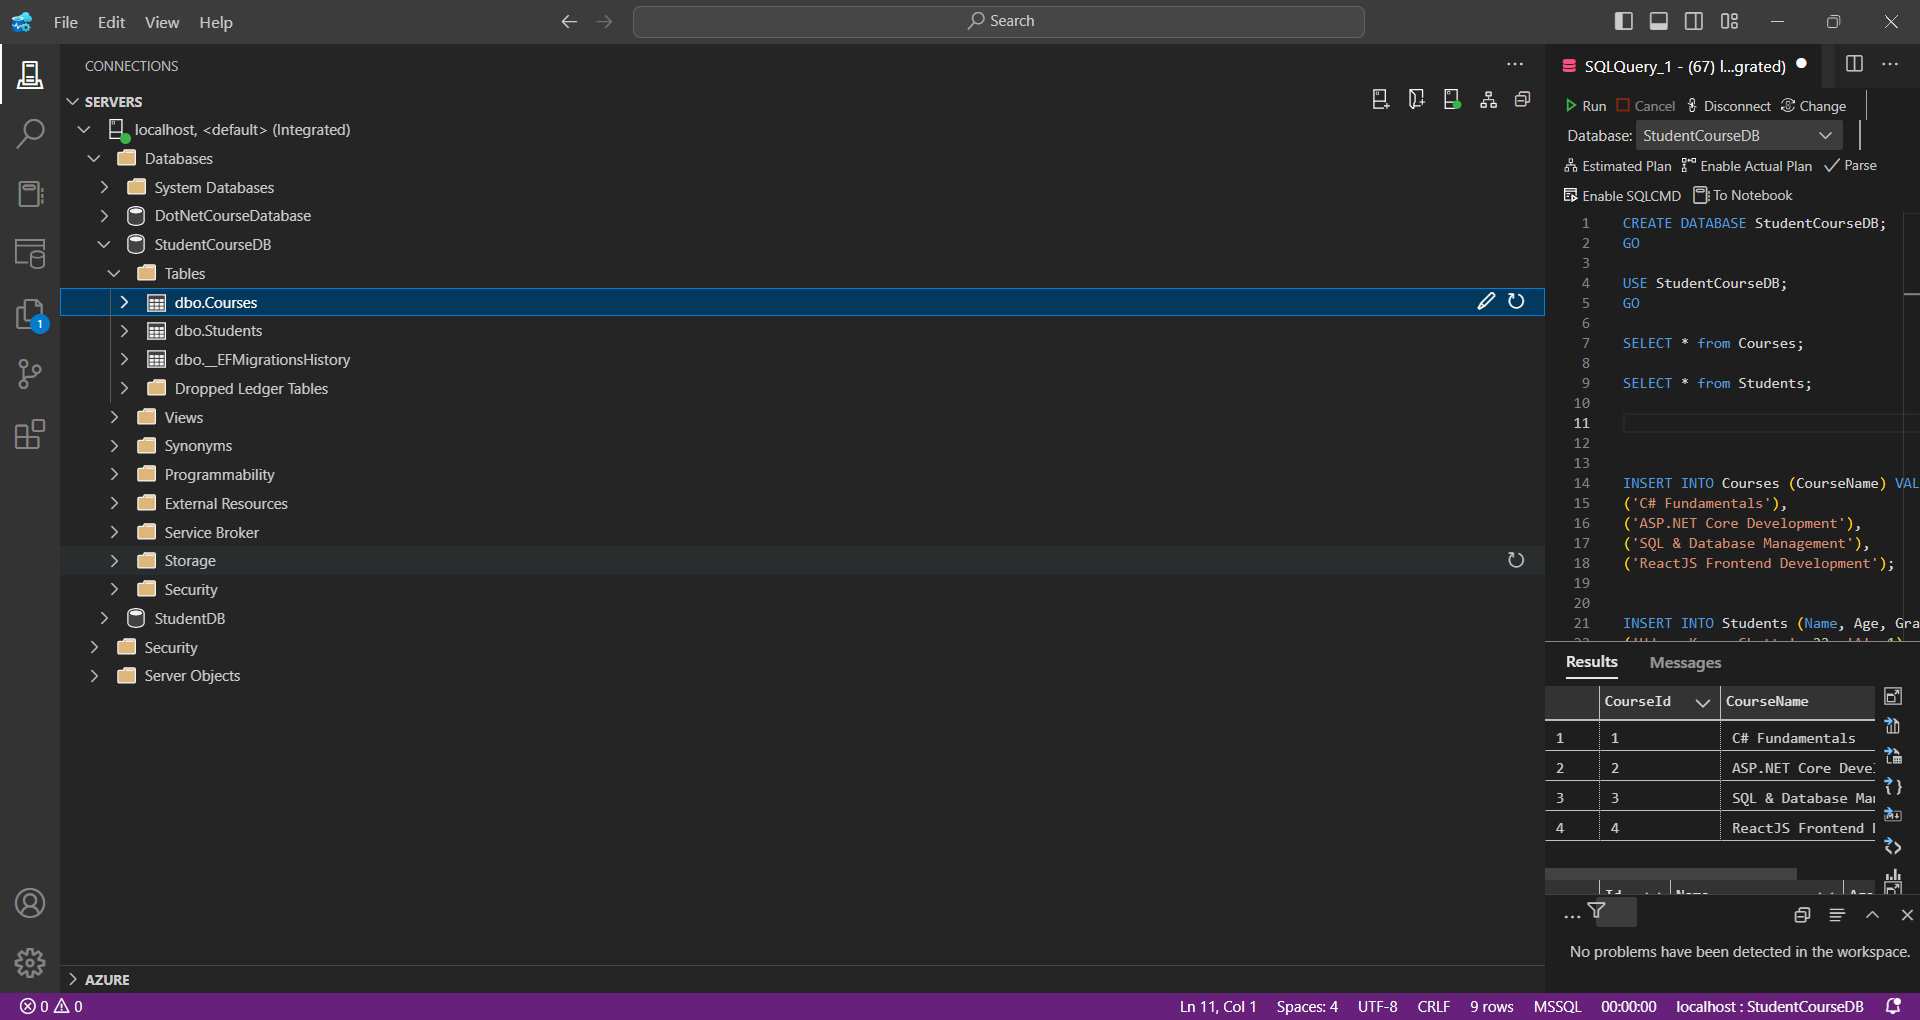 File Edit View Help
Search
CONNECTIONS
SERVERS
localhost, <default> (Integrated)
Databases
System Databases
DotNetCourseDatabase
StudentCourseDB
Tables
dbo.Courses
dbo.Students
dbo.__EFMigrationsHistory
Dropped Ledger Tables
Views
Synonyms
Programmability
External Resources
Service Broker
Storage
Security
StudentDB
Security
Server Objects
AZURE
1
SQLQuery_1 - (67) l...grated)
Run Cancel Disconnect Change
Database: StudentCourseDB
Estimated Plan Enable Actual Plan Parse
Enable SQLCMD To Notebook
1 CREATE DATABASE StudentCourseDB;
2 GO
3
4 USE StudentCourseDB;
5 GO
6
7 SELECT * from Courses;
8
9 SELECT * from Students;
10
11
12
13
14 INSERT INTO Courses (CourseName) VAL
15 ('C# Fundamentals'),
16 ('ASP.NET Core Development'),
17 ('SQL & Database Management'),
18 ('ReactJS Frontend Development');
19
20
21 INSERT INTO Students (Name, Age, Gra
Results Messages
CourseId CourseName
1 1 C# Fundamentals
2 2 ASP.NET Core Deve
3 3 SQL & Database Ma
4 4 ReactJS Frontend
Id Name Age
No problems have been detected in the workspace.
0 0 Ln 11, Col 1 Spaces: 4 UTF-8 CRLF 9 rows MSSQL 00:00:00 localhost : StudentCourseDB